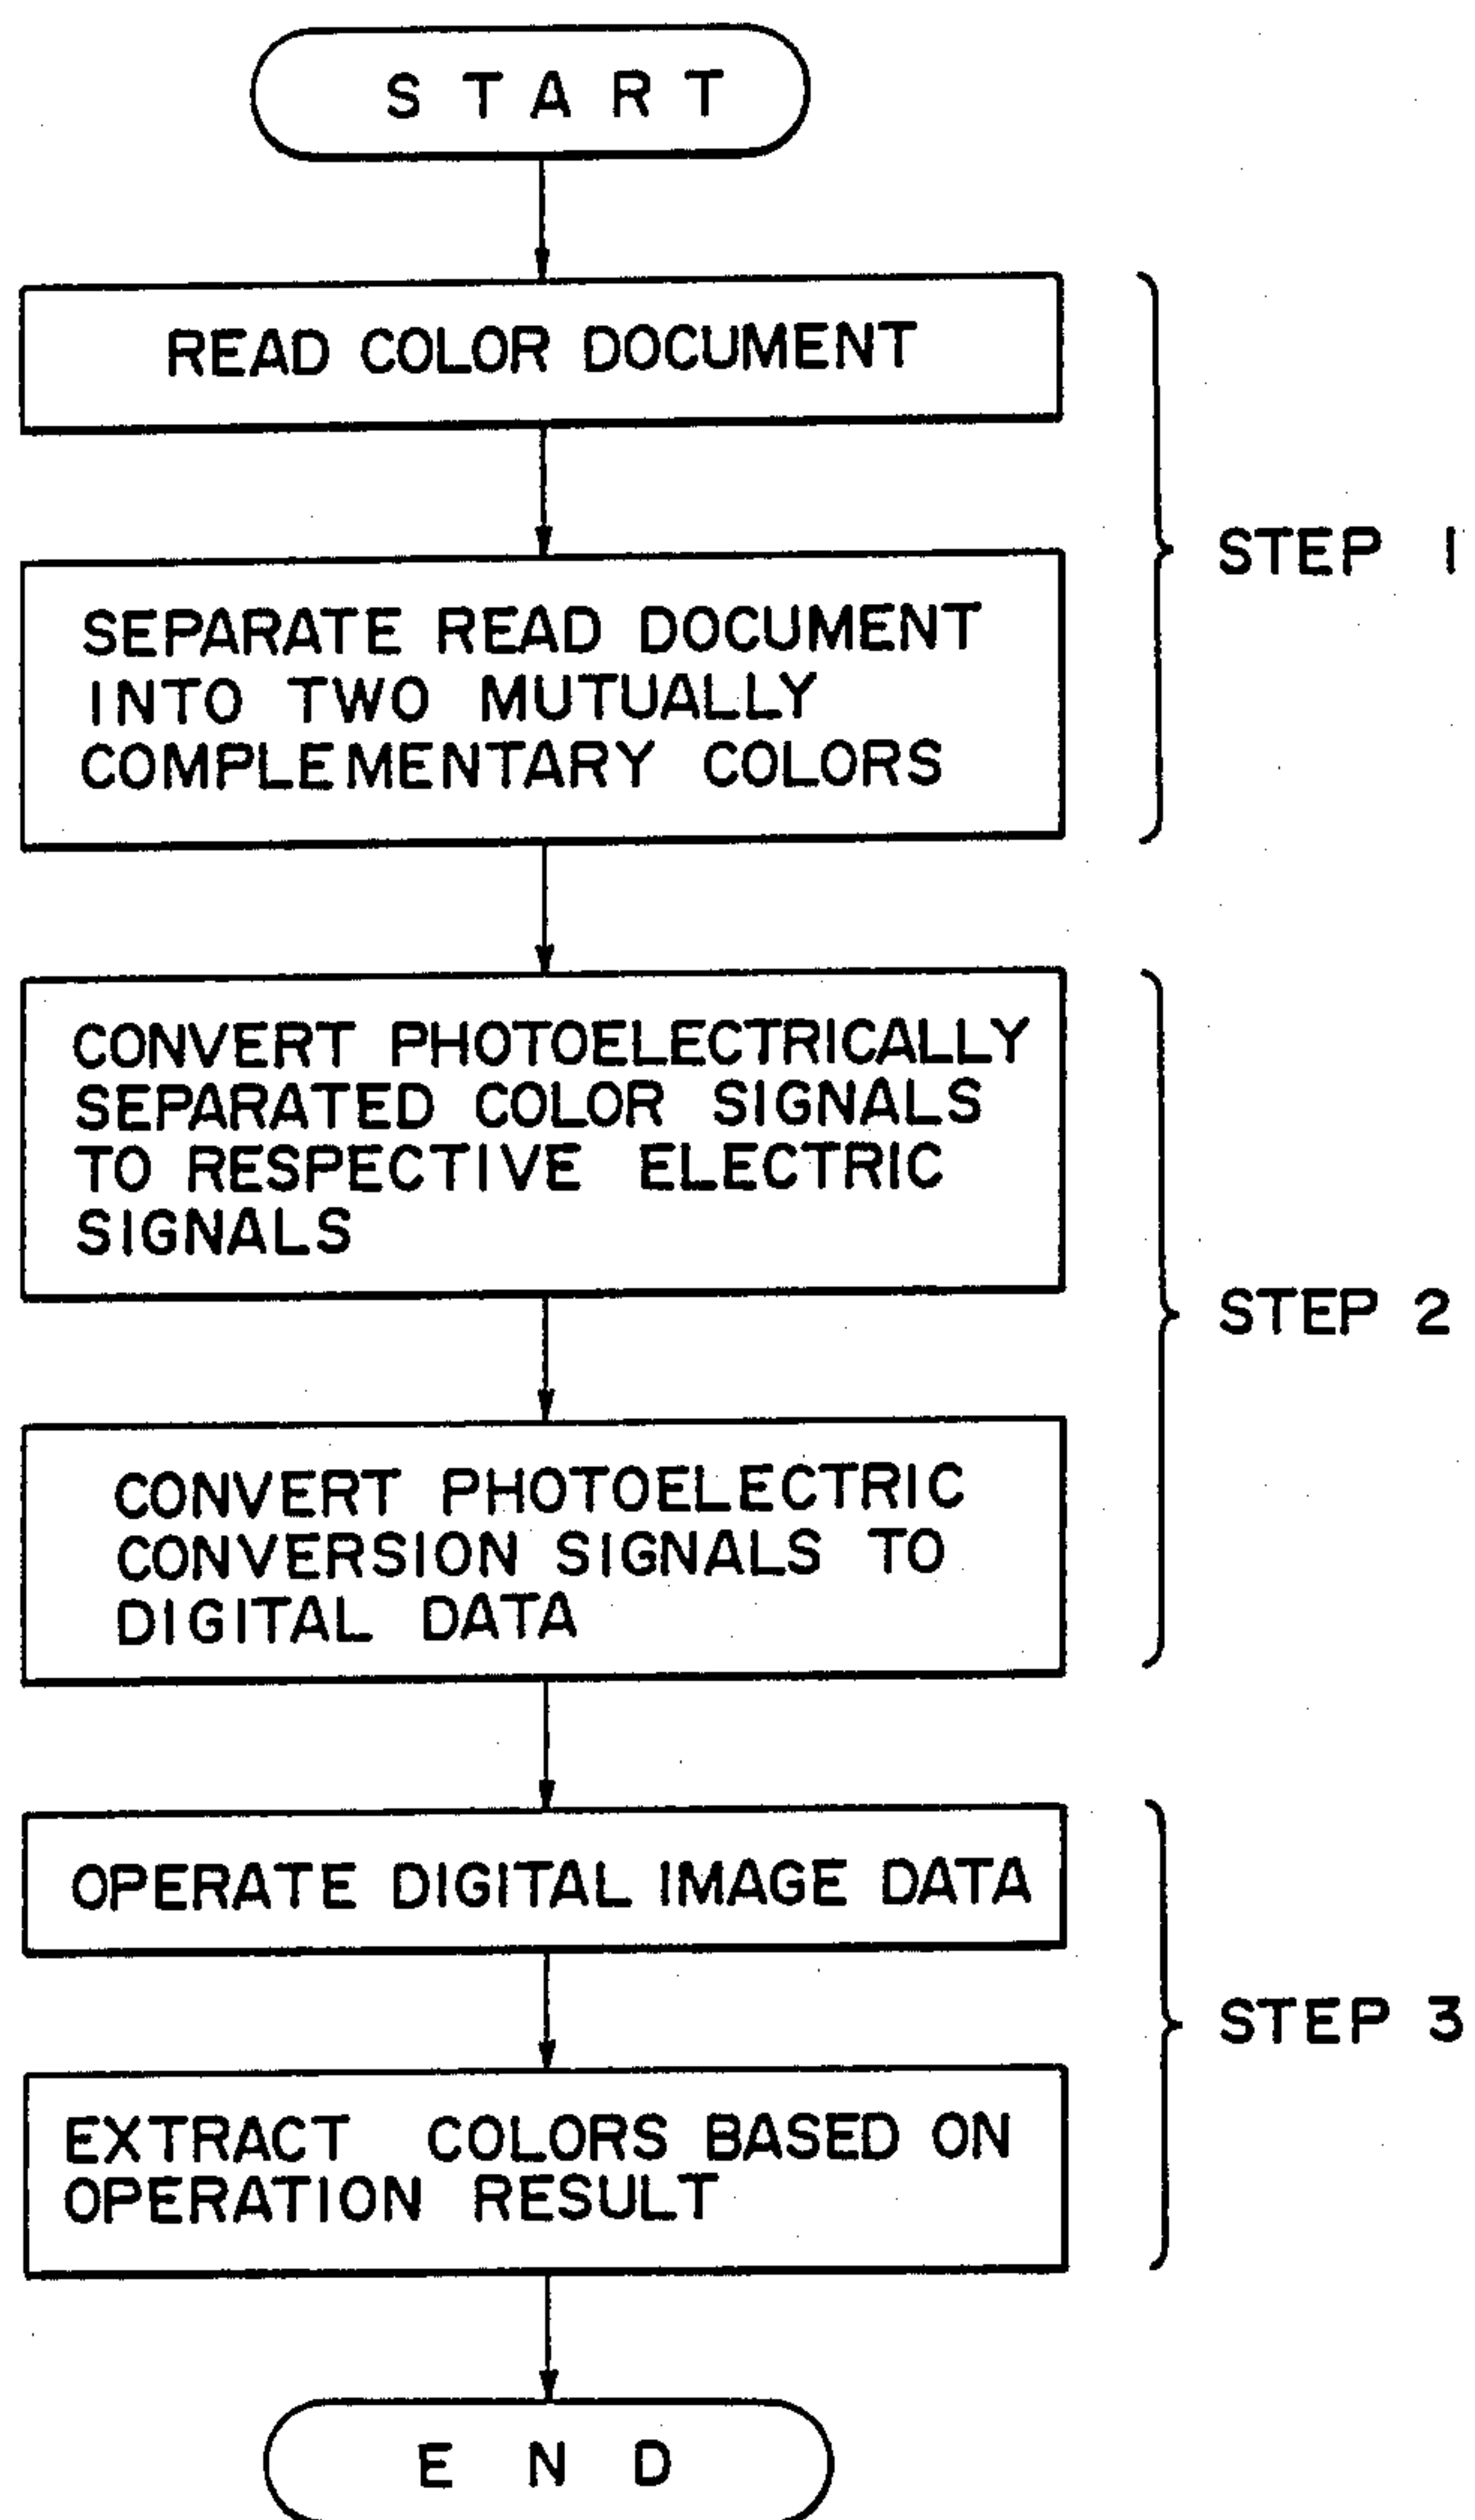 START
READ COLOR DOCUMENT
STEP 1
SEPARATE READ DOCUMENT
INTO TWO MUTUALLY
COMPLEMENTARY COLORS
CONVERT PHOTOELECTRICALLY
SEPARATED COLOR SIGNALS
TO RESPECTIVE ELECTRIC
SIGNALS
STEP 2
CONVERT PHOTOELECTRIC
CONVERSION SIGNALS TO
DIGITAL DATA
OPERATE DIGITAL IMAGE DATA
STEP 3
EXTRACT COLORS BASED ON
OPERATION RESULT
END